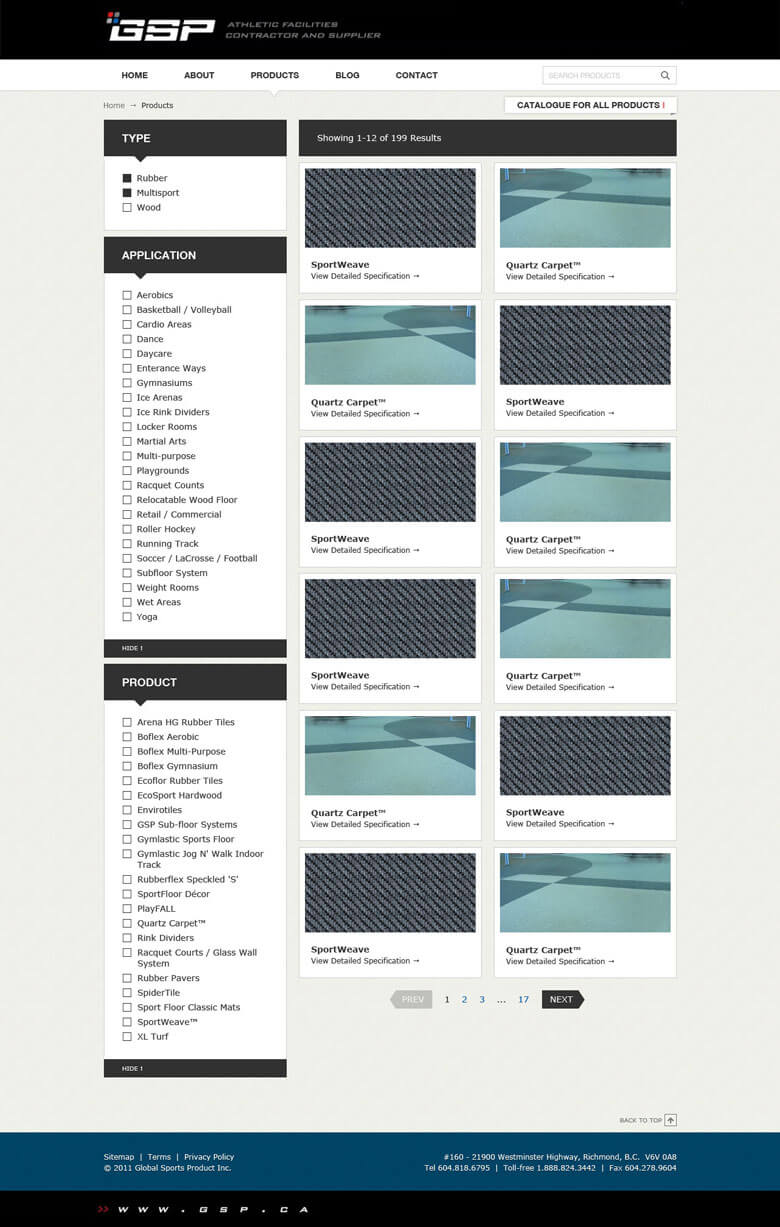 GSP
ATHLETIC FACILITIES
CONTRACTOR AND SUPPLIER
HOME ABOUT PRODUCTS BLOG CONTACT SEARCH PRODUCTS
Home → Products
CATALOGUE FOR ALL PRODUCTS
TYPE
Rubber
Multisport
Wood
APPLICATION
Aerobics
Basketball / Volleyball
Cardio Areas
Dance
Daycare
Enterance Ways
Gymnasiums
Ice Arenas
Ice Rink Dividers
Locker Rooms
Martial Arts
Multi-purpose
Playgrounds
Racquet Counts
Relocatable Wood Floor
Retail / Commercial
Roller Hockey
Running Track
Soccer / LaCrosse / Football
Subfloor System
Weight Rooms
Wet Areas
Yoga
HIDE ↑
PRODUCT
Arena HG Rubber Tiles
Boflex Aerobic
Boflex Multi-Purpose
Boflex Gymnasium
Ecoflor Rubber Tiles
EcoSport Hardwood
Envirotiles
GSP Sub-floor Systems
Gymlastic Sports Floor
Gymlastic Jog N' Walk Indoor
Track
Rubberflex Speckled 'S'
SportFloor Décor
PlayFALL
Quartz Carpet™
Rink Dividers
Racquet Courts / Glass Wall
System
Rubber Pavers
SpiderTile
Sport Floor Classic Mats
SportWeave™
XL Turf
HIDE ↑
Showing 1-12 of 199 Results
SportWeave
View Detailed Specification →
Quartz Carpet™
View Detailed Specification →
Quartz Carpet™
View Detailed Specification →
SportWeave
View Detailed Specification →
SportWeave
View Detailed Specification →
Quartz Carpet™
View Detailed Specification →
SportWeave
View Detailed Specification →
Quartz Carpet™
View Detailed Specification →
Quartz Carpet™
View Detailed Specification →
SportWeave
View Detailed Specification →
SportWeave
View Detailed Specification →
Quartz Carpet™
View Detailed Specification →
PREV 1 2 3 ... 17 NEXT
BACK TO TOP
Sitemap | Terms | Privacy Policy
© 2011 Global Sports Product Inc.
#160 - 21900 Westminster Highway, Richmond, B.C. V6V 0A8
Tel 604.818.6795 | Toll-free 1.888.824.3442 | Fax 604.278.9604
>> WWW.GSP.CA